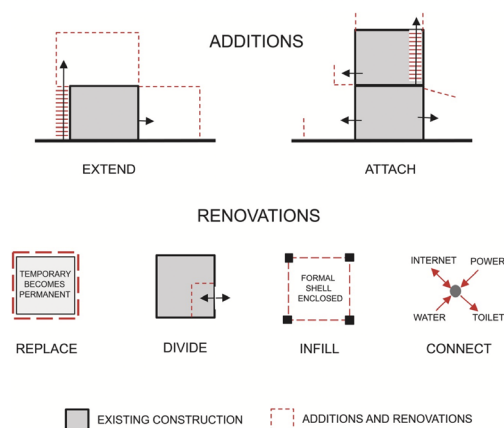 ADDITIONS
EXTEND
ATTACH
RENOVATIONS
TEMPORARY
BECOMES
PERMANENT
FORMAL
SHELL
ENCLOSED
INTERNET
POWER
WATER
TOILET
REPLACE
DIVIDE
INFILL
CONNECT
EXISTING CONSTRUCTION
ADDITIONS AND RENOVATIONS